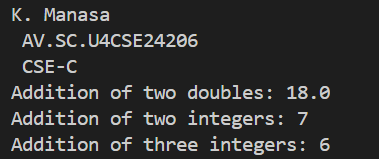 K. Manasa
AV.SC.U4CSE24206
CSE-C
Addition of two doubles: 18.0
Addition of two integers: 7
Addition of three integers: 6